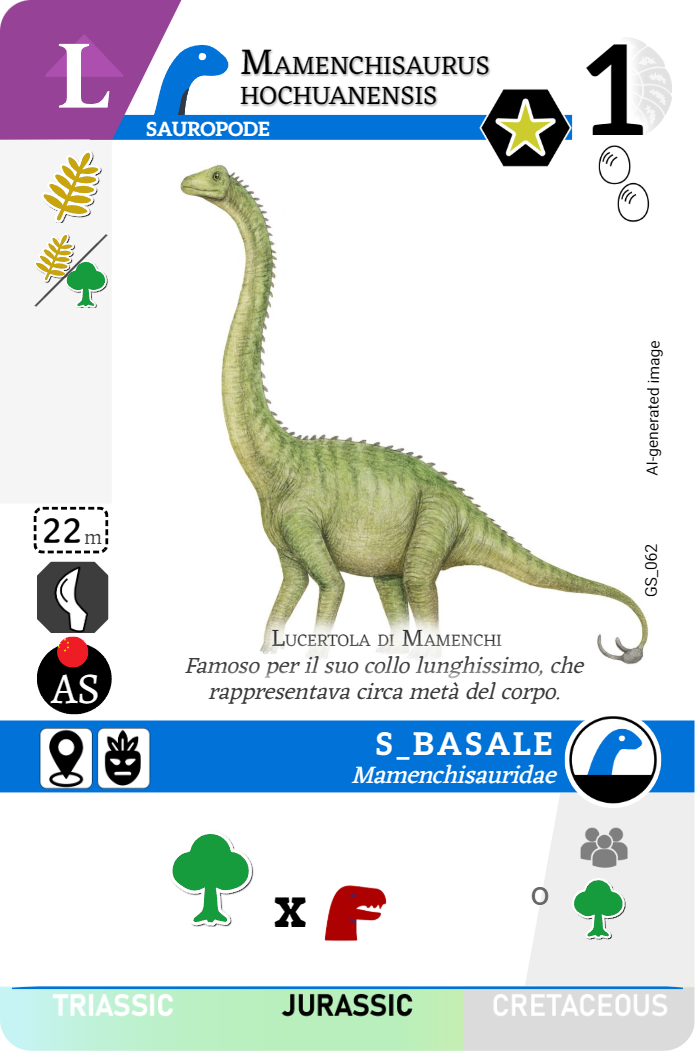 L
MAMENCHISAURUS
HOCHUANENSIS
1
SAUROPODE
AI-generated image
GS_062
22 m
AS
LUCERTOLA DI MAMENCHI
Famoso per il suo collo lunghissimo, che
rappresentava circa metà del corpo.
S_BASALE
Mamenchisauridae
x
O
TRIASSIC
JURASSIC
CRETACEOUS